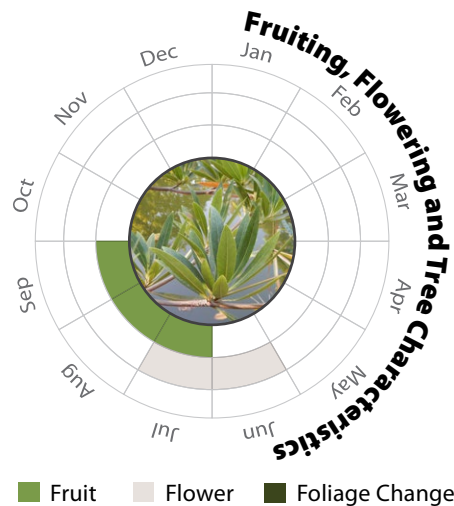 Fruiting, Flowering and Tree Characteristics
Jan
Feb
Mar
Apr
May
Jun
Jul
Aug
Sep
Oct
Nov
Dec
Fruit
Flower
Foliage Change